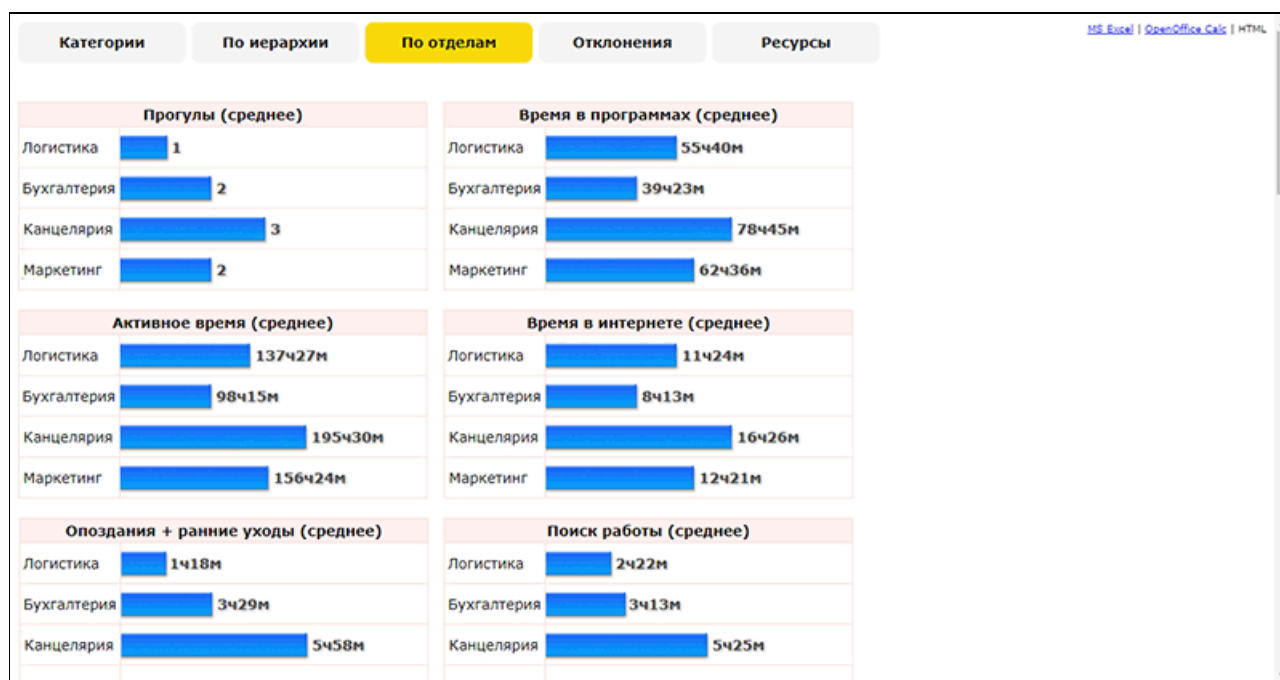 Категории По иерархии По отделам Отклонения Ресурсы MS Excel | OpenOffice Calc | HTML
Прогулы (среднее)
Логистика 1
Бухгалтерия 2
Канцелярия 3
Маркетинг 2
Время в программах (среднее)
Логистика 55ч40м
Бухгалтерия 39ч23м
Канцелярия 78ч45м
Маркетинг 62ч36м
Активное время (среднее)
Логистика 137ч27м
Бухгалтерия 98ч15м
Канцелярия 195ч30м
Маркетинг 156ч24м
Время в интернете (среднее)
Логистика 11ч24м
Бухгалтерия 8ч13м
Канцелярия 16ч26м
Маркетинг 12ч21м
Опоздания + ранние уходы (среднее)
Логистика 1ч18м
Бухгалтерия 3ч29м
Канцелярия 5ч58м
Поиск работы (среднее)
Логистика 2ч22м
Бухгалтерия 3ч13м
Канцелярия 5ч25м